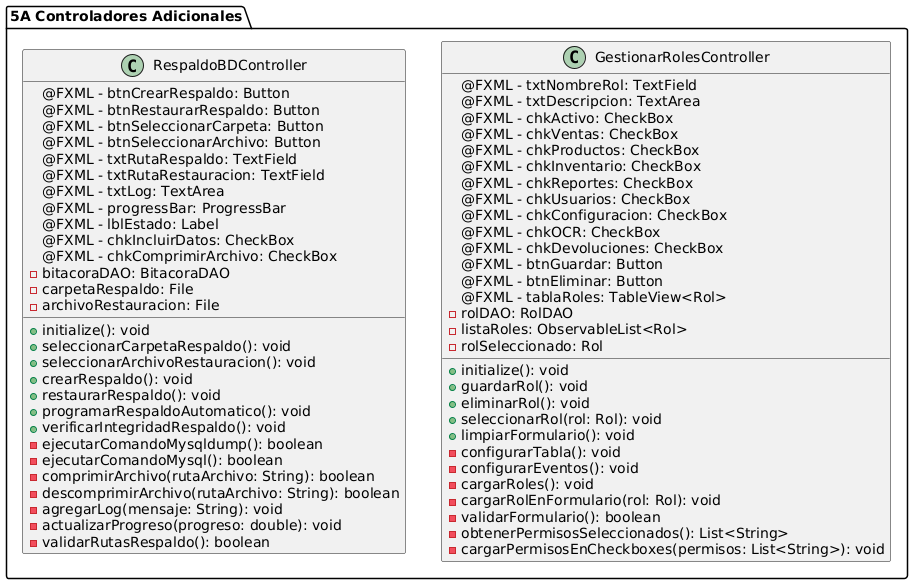 5A Controladores Adicionales
C RespaldoBDController
@FXML - btnCrearRespaldo: Button
@FXML - btnRestaurarRespaldo: Button
@FXML - btnSeleccionarCarpeta: Button
@FXML - btnSeleccionarArchivo: Button
@FXML - txtRutaRespaldo: TextField
@FXML - txtRutaRestauracion: TextField
@FXML - txtLog: TextArea
@FXML - progressBar: ProgressBar
@FXML - lblEstado: Label
@FXML - chkIncluirDatos: CheckBox
@FXML - chkComprimirArchivo: CheckBox
bitacoraDAO: BitacoraDAO
carpetaRespaldo: File
archivoRestauracion: File
initialize(): void
seleccionarCarpetaRespaldo(): void
seleccionarArchivoRestauracion(): void
crearRespaldo(): void
restaurarRespaldo(): void
programarRespaldoAutomatico(): void
verificarIntegridadRespaldo(): void
ejecutarComandoMysqldump(): boolean
ejecutarComandoMysql(): boolean
comprimirArchivo(rutaArchivo: String): boolean
descomprimirArchivo(rutaArchivo: String): boolean
agregarLog(mensaje: String): void
actualizarProgreso(progreso: double): void
validarRutasRespaldo(): boolean
C GestionarRolesController
@FXML - txtNombreRol: TextField
@FXML - txtDescripcion: TextArea
@FXML - chkActivo: CheckBox
@FXML - chkVentas: CheckBox
@FXML - chkProductos: CheckBox
@FXML - chkInventario: CheckBox
@FXML - chkReportes: CheckBox
@FXML - chkUsuarios: CheckBox
@FXML - chkConfiguracion: CheckBox
@FXML - chkOCR: CheckBox
@FXML - chkDevoluciones: CheckBox
@FXML - btnGuardar: Button
@FXML - btnEliminar: Button
@FXML - tablaRoles: TableView<Rol>
rolDAO: RolDAO
listaRoles: ObservableList<Rol>
rolSeleccionado: Rol
initialize(): void
guardarRol(): void
eliminarRol(): void
seleccionarRol(rol: Rol): void
limpiarFormulario(): void
configurarTabla(): void
configurarEventos(): void
cargarRoles(): void
cargarRolEnFormulario(rol: Rol): void
validarFormulario(): boolean
obtenerPermisosSeleccionados(): List<String>
cargarPermisosEnCheckboxes(permisos: List<String>): void